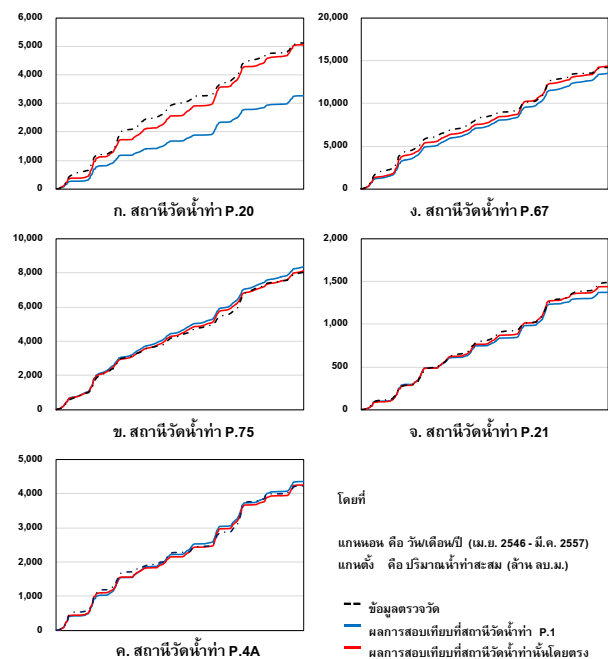 6,000
5,000
4,000
3,000
2,000
1,000
0
ก. สถานีวัดน้ำท่า P.20
20,000
15,000
10,000
5,000
0
ง. สถานีวัดน้ำท่า P.67
10,000
8,000
6,000
4,000
2,000
0
ข. สถานีวัดน้ำท่า P.75
2,000
1,500
1,000
500
0
จ. สถานีวัดน้ำท่า P.21
5,000
4,000
3,000
2,000
1,000
0
ค. สถานีวัดน้ำท่า P.4A
โดยที่
แกนนอน คือ วัน/เดือน/ปี (เม.ย. 2546 - มี.ค. 2557)
แกนตั้ง คือ ปริมาณน้ำท่าสะสม (ล้าน ลบ.ม.)
ข้อมูลตรวจวัด
ผลการสอบเทียบที่สถานีวัดน้ำท่า P.1
ผลการสอบเทียบที่สถานีวัดน้ำท่านั้นโดยตรง